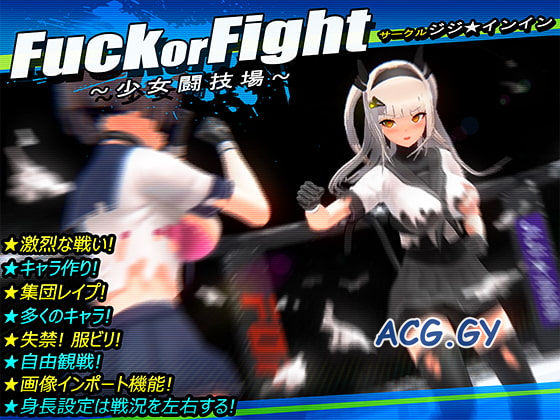 Fuck or Fight
サークル ジジ★インイン
～少女闘技場～
★激烈な戦い!
★キャラ作り!
★集団レイプ!
★多くのキャラ!
★失禁! 服ビリ!
★自由観戦!
★画像インポート機能!
★身長設定は戦況を左右する!
ACG.GY